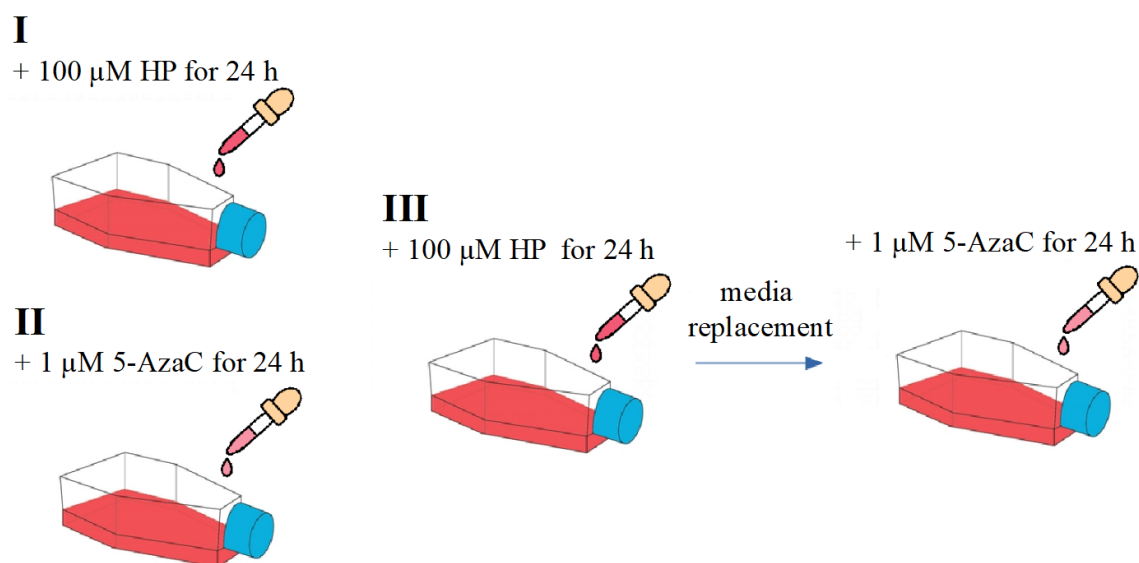 I
+ 100 µM HP for 24 h
II
+ 1 µM 5-AzaC for 24 h
III
+ 100 µM HP for 24 h
media
replacement
+ 1 µM 5-AzaC for 24 h